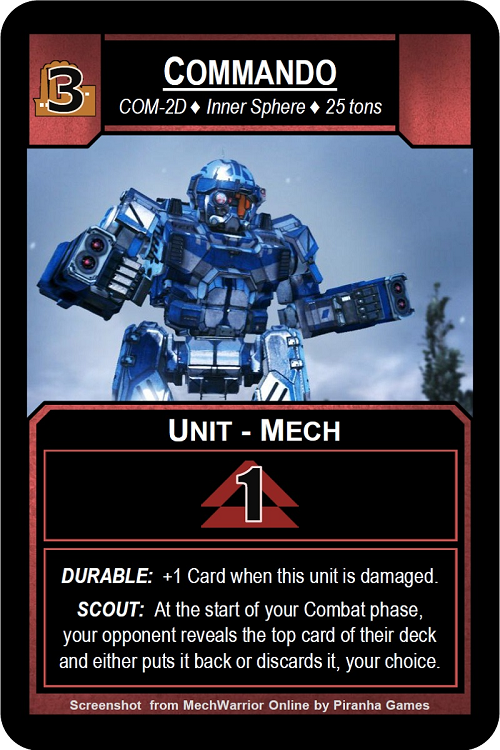 3
COMMANDO
COM-2D ♦ Inner Sphere ♦ 25 tons
UNIT - MECH
1
DURABLE: +1 Card when this unit is damaged.
SCOUT: At the start of your Combat phase,
your opponent reveals the top card of their deck
and either puts it back or discards it, your choice.
Screenshot from MechWarrior Online by Piranha Games